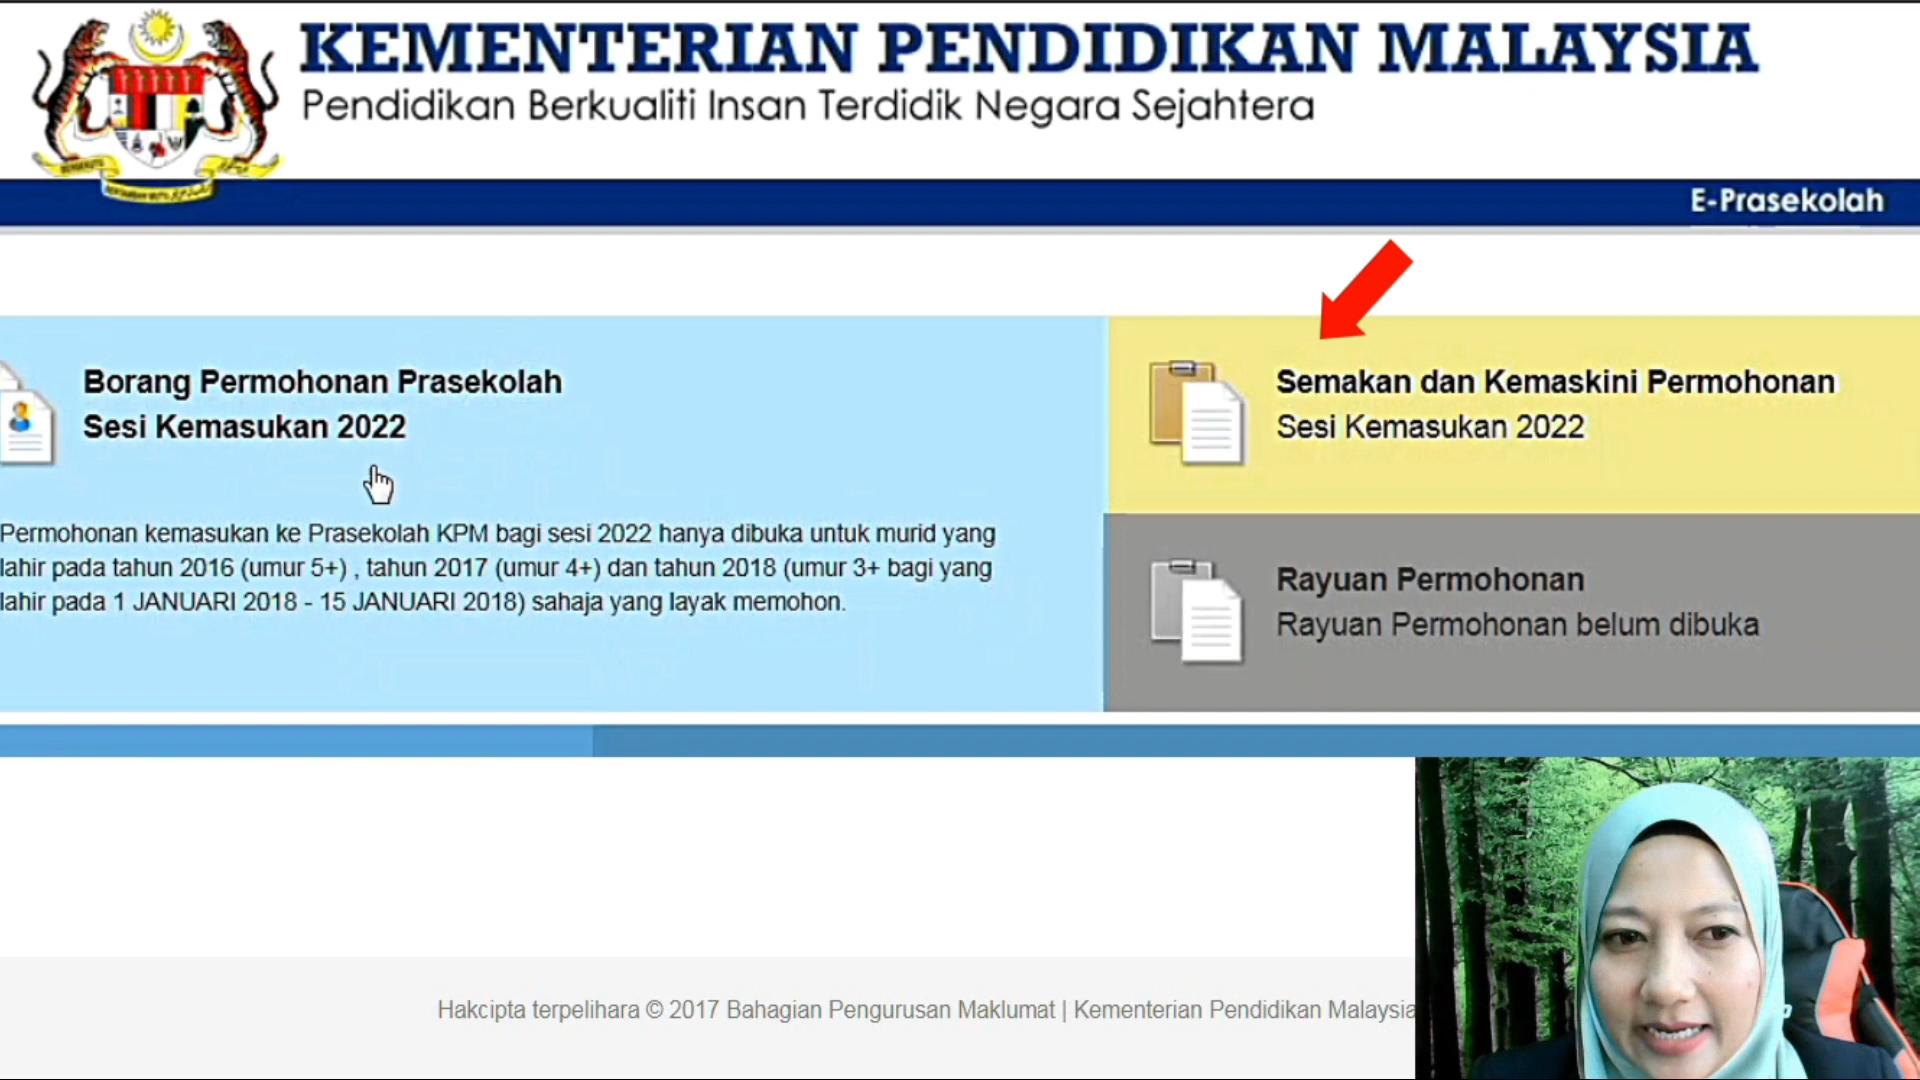 KEMENTERIAN PENDIDIKAN MALAYSIA
Pendidikan Berkualiti Insan Terdidik Negara Sejahtera
E-Prasekolah
Borang Permohonan Prasekolah
Sesi Kemasukan 2022
Permohonan kemasukan ke Prasekolah KPM bagi sesi 2022 hanya dibuka untuk murid yang
lahir pada tahun 2016 (umur 5+) , tahun 2017 (umur 4+) dan tahun 2018 (umur 3+ bagi yang
lahir pada 1 JANUARI 2018 - 15 JANUARI 2018) sahaja yang layak memohon.
Semakan dan Kemaskini Permohonan
Sesi Kemasukan 2022
Rayuan Permohonan
Rayuan Permohonan belum dibuka
Hakcipta terpelihara © 2017 Bahagian Pengurusan Maklumat | Kementerian Pendidikan Malaysia